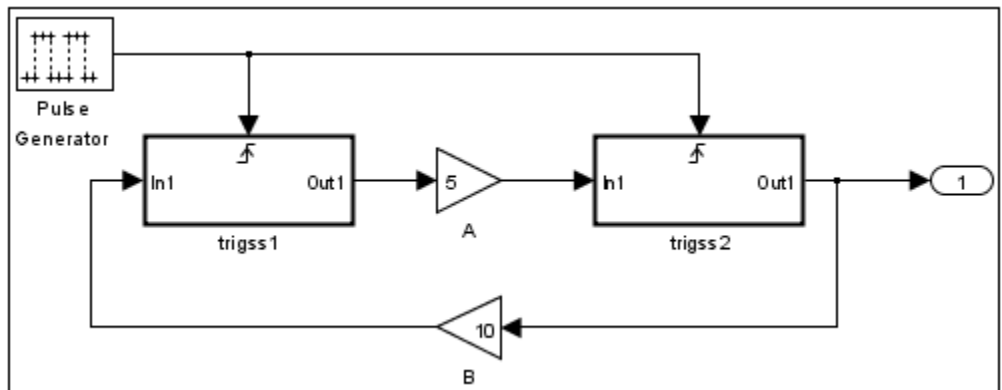 Pulse
Generator
In1
Out1
trigss1
5
A
In1
Out1
trigss2
1
10
B